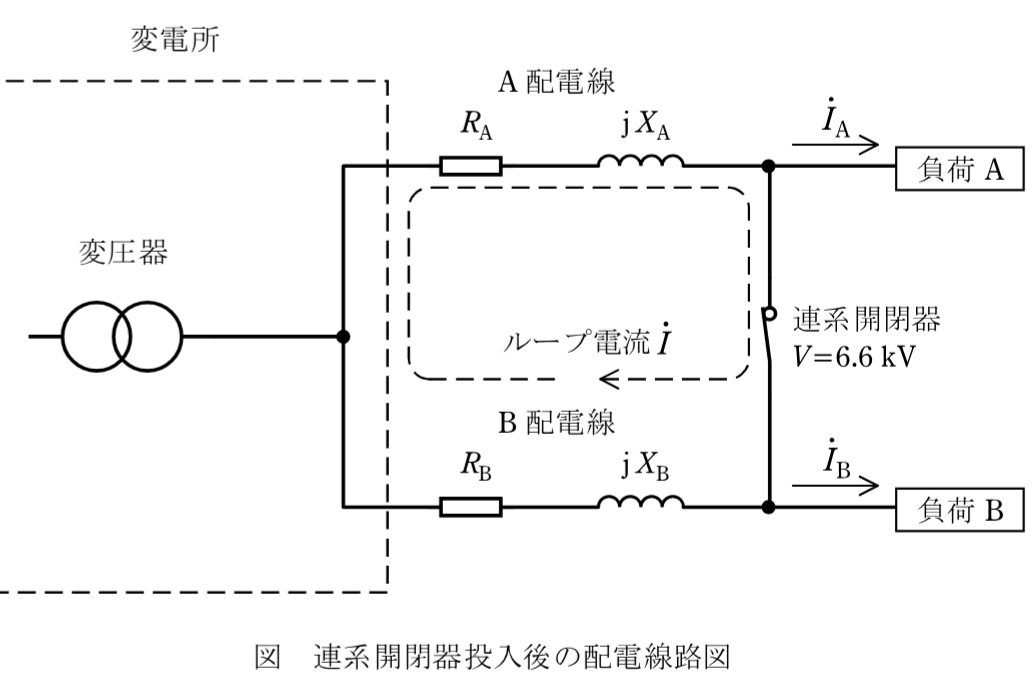 変電所
A 配電線
R_A jX_A
İ_A
負荷 A
変圧器
連系開閉器
V=6.6 kV
ループ電流 İ
B 配電線
R_B jX_B
İ_B
負荷 B
図 連系開閉器投入後の配電線路図